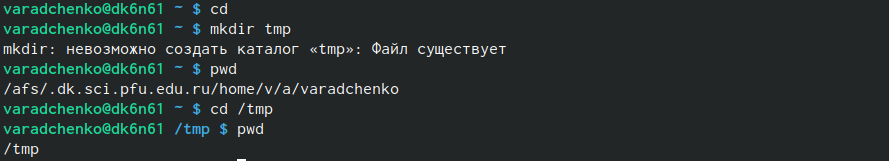 varadchenko@dk6n61 ~ $ cd
varadchenko@dk6n61 ~ $ mkdir tmp
mkdir: невозможно создать каталог «tmp»: Файл существует
varadchenko@dk6n61 ~ $ pwd
/afs/.dk.sci.pfu.edu.ru/home/v/a/varadchenko
varadchenko@dk6n61 ~ $ cd /tmp
varadchenko@dk6n61 /tmp $ pwd
/tmp